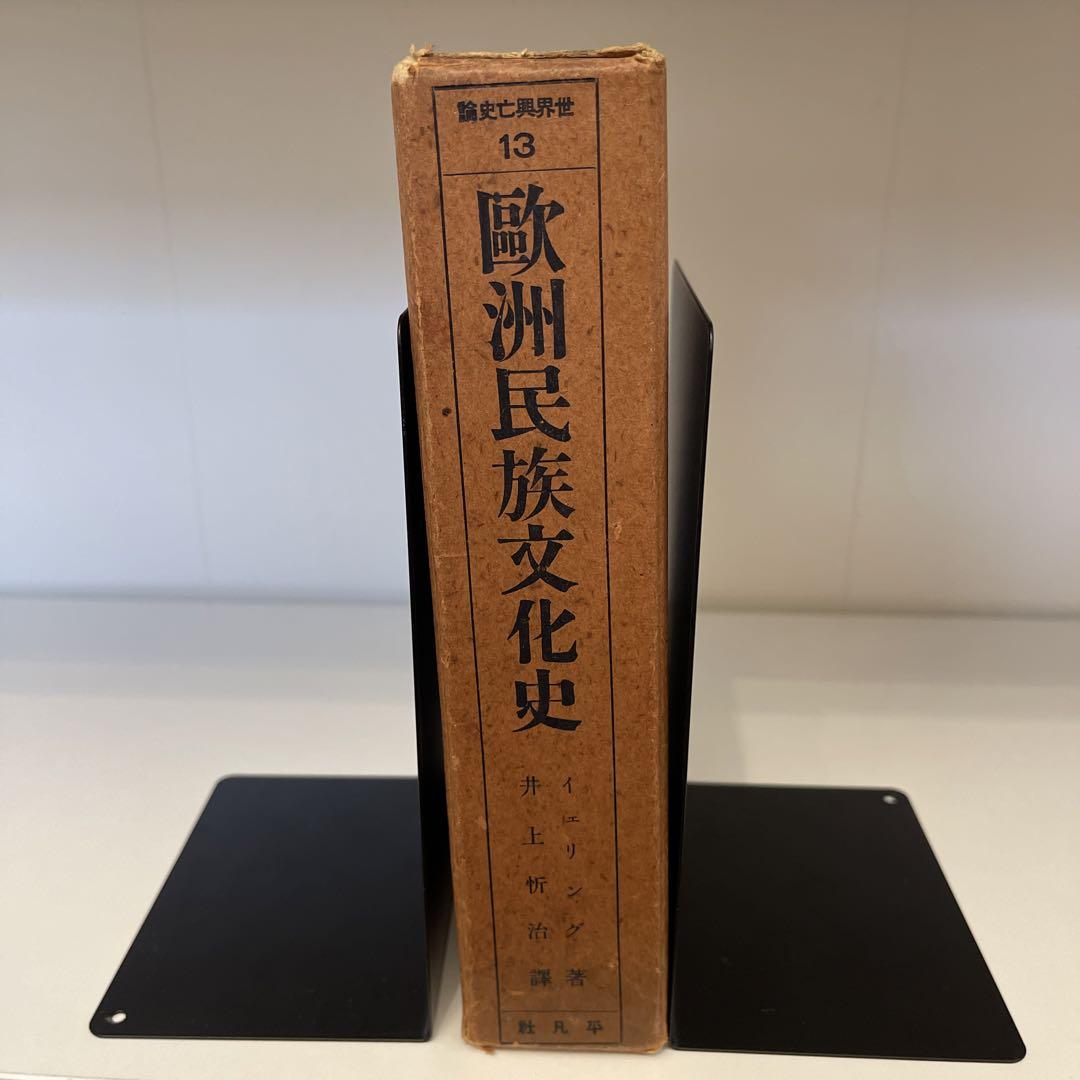 世界興亡史論
13
歐洲民族文化史
イェリング著
井上忻治譯
平凡社